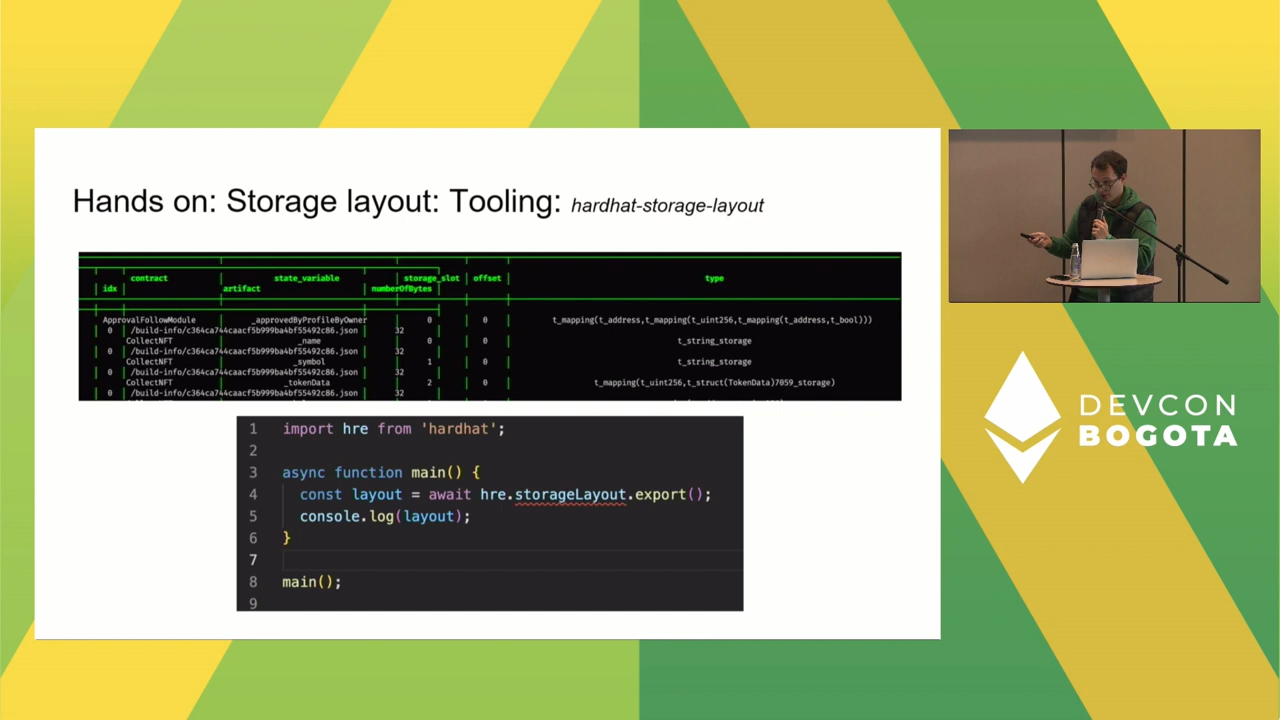 Hands on: Storage layout: Tooling: hardhat-storage-layout
contract state_variable storage_slot offset type
idx artifact numberOfBytes
ApprovalFollowModule _approvedByProfileByOwner 0 0 t_mapping(t_address,t_mapping(t_uint256,t_mapping(t_address,t_bool)))
0 /build-info/c364ca744caacf5b999ba4bf55492c86.json 32
CollectNFT _name 0 0 t_string_storage
0 /build-info/c364ca744caacf5b999ba4bf55492c86.json 32
CollectNFT _symbol 1 0 t_string_storage
0 /build-info/c364ca744caacf5b999ba4bf55492c86.json 32
CollectNFT _tokenData 2 0 t_mapping(t_uint256,t_struct(TokenData)7059_storage)
0 /build-info/c364ca744caacf5b999ba4bf55492c86.json 32
1 import hre from 'hardhat';
2
3 async function main() {
4 const layout = await hre.storageLayout.export();
5 console.log(layout);
6 }
7
8 main();
9
DEVCON
BOGOTA